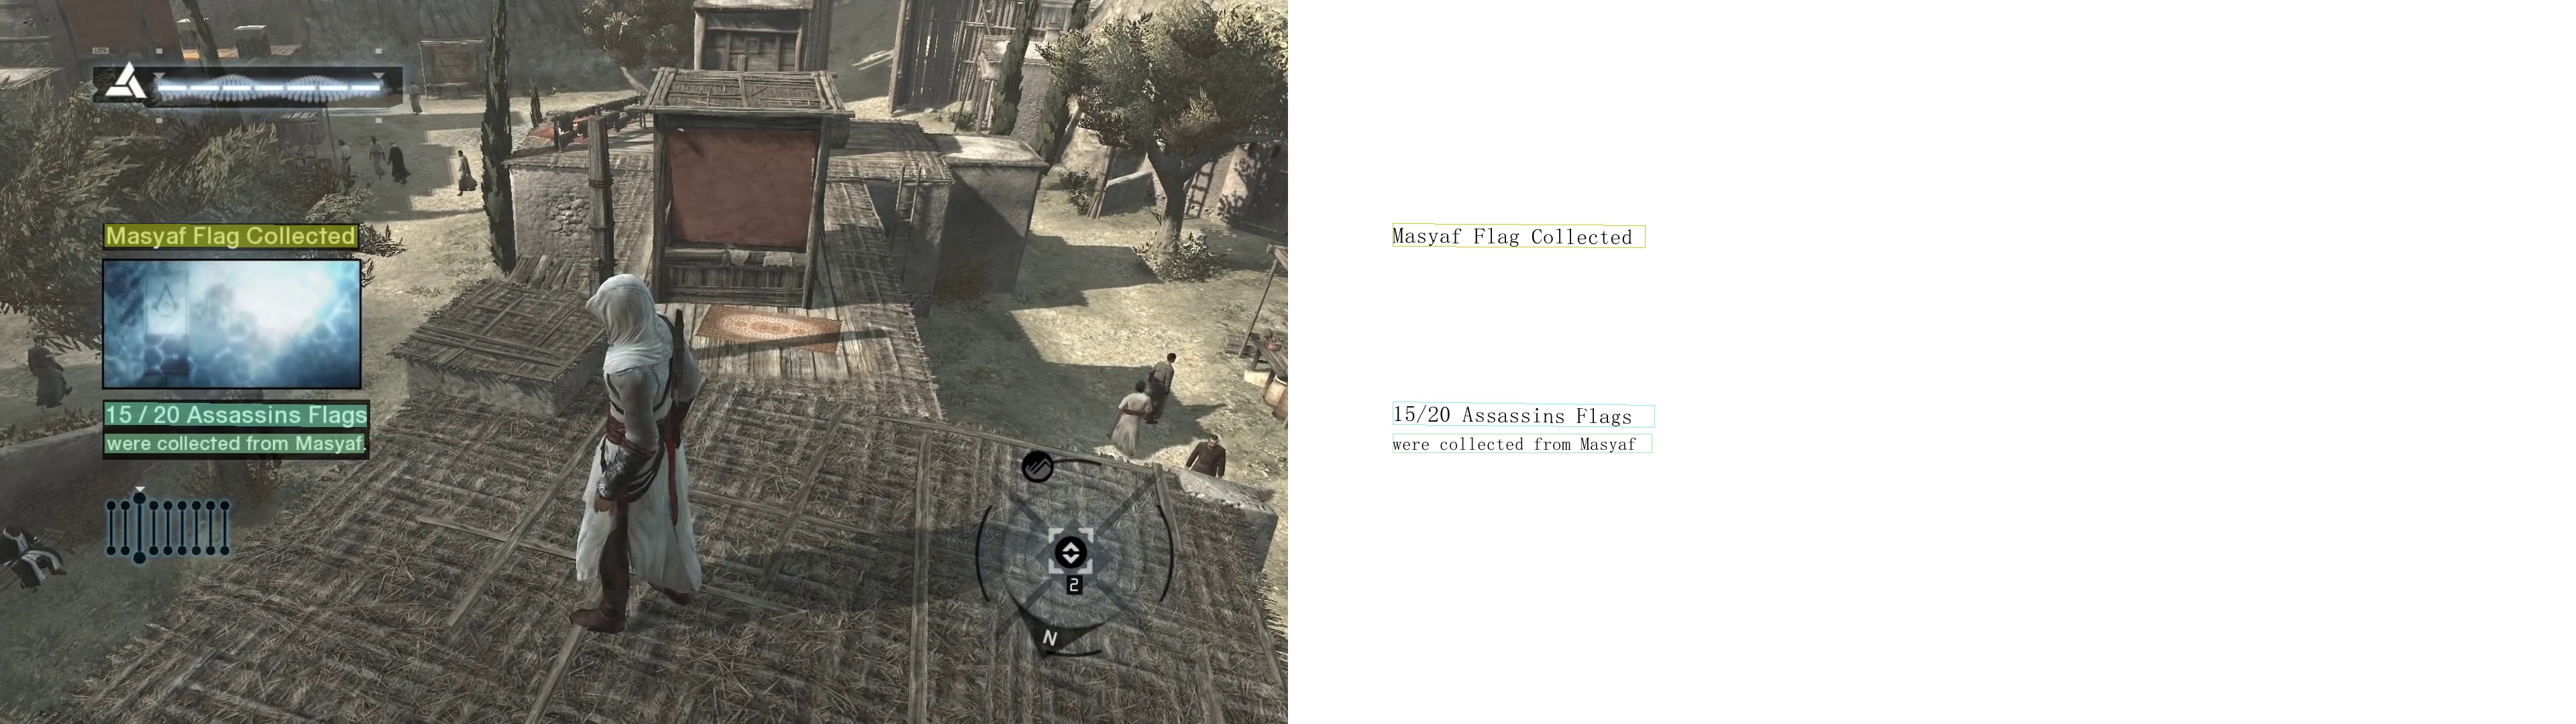 Masyaf Flag Collected
15 / 20 Assassins Flags
were collected from Masyaf.
2
N
Masyaf Flag Collected
15/20 Assassins Flags
were collected from Masyaf